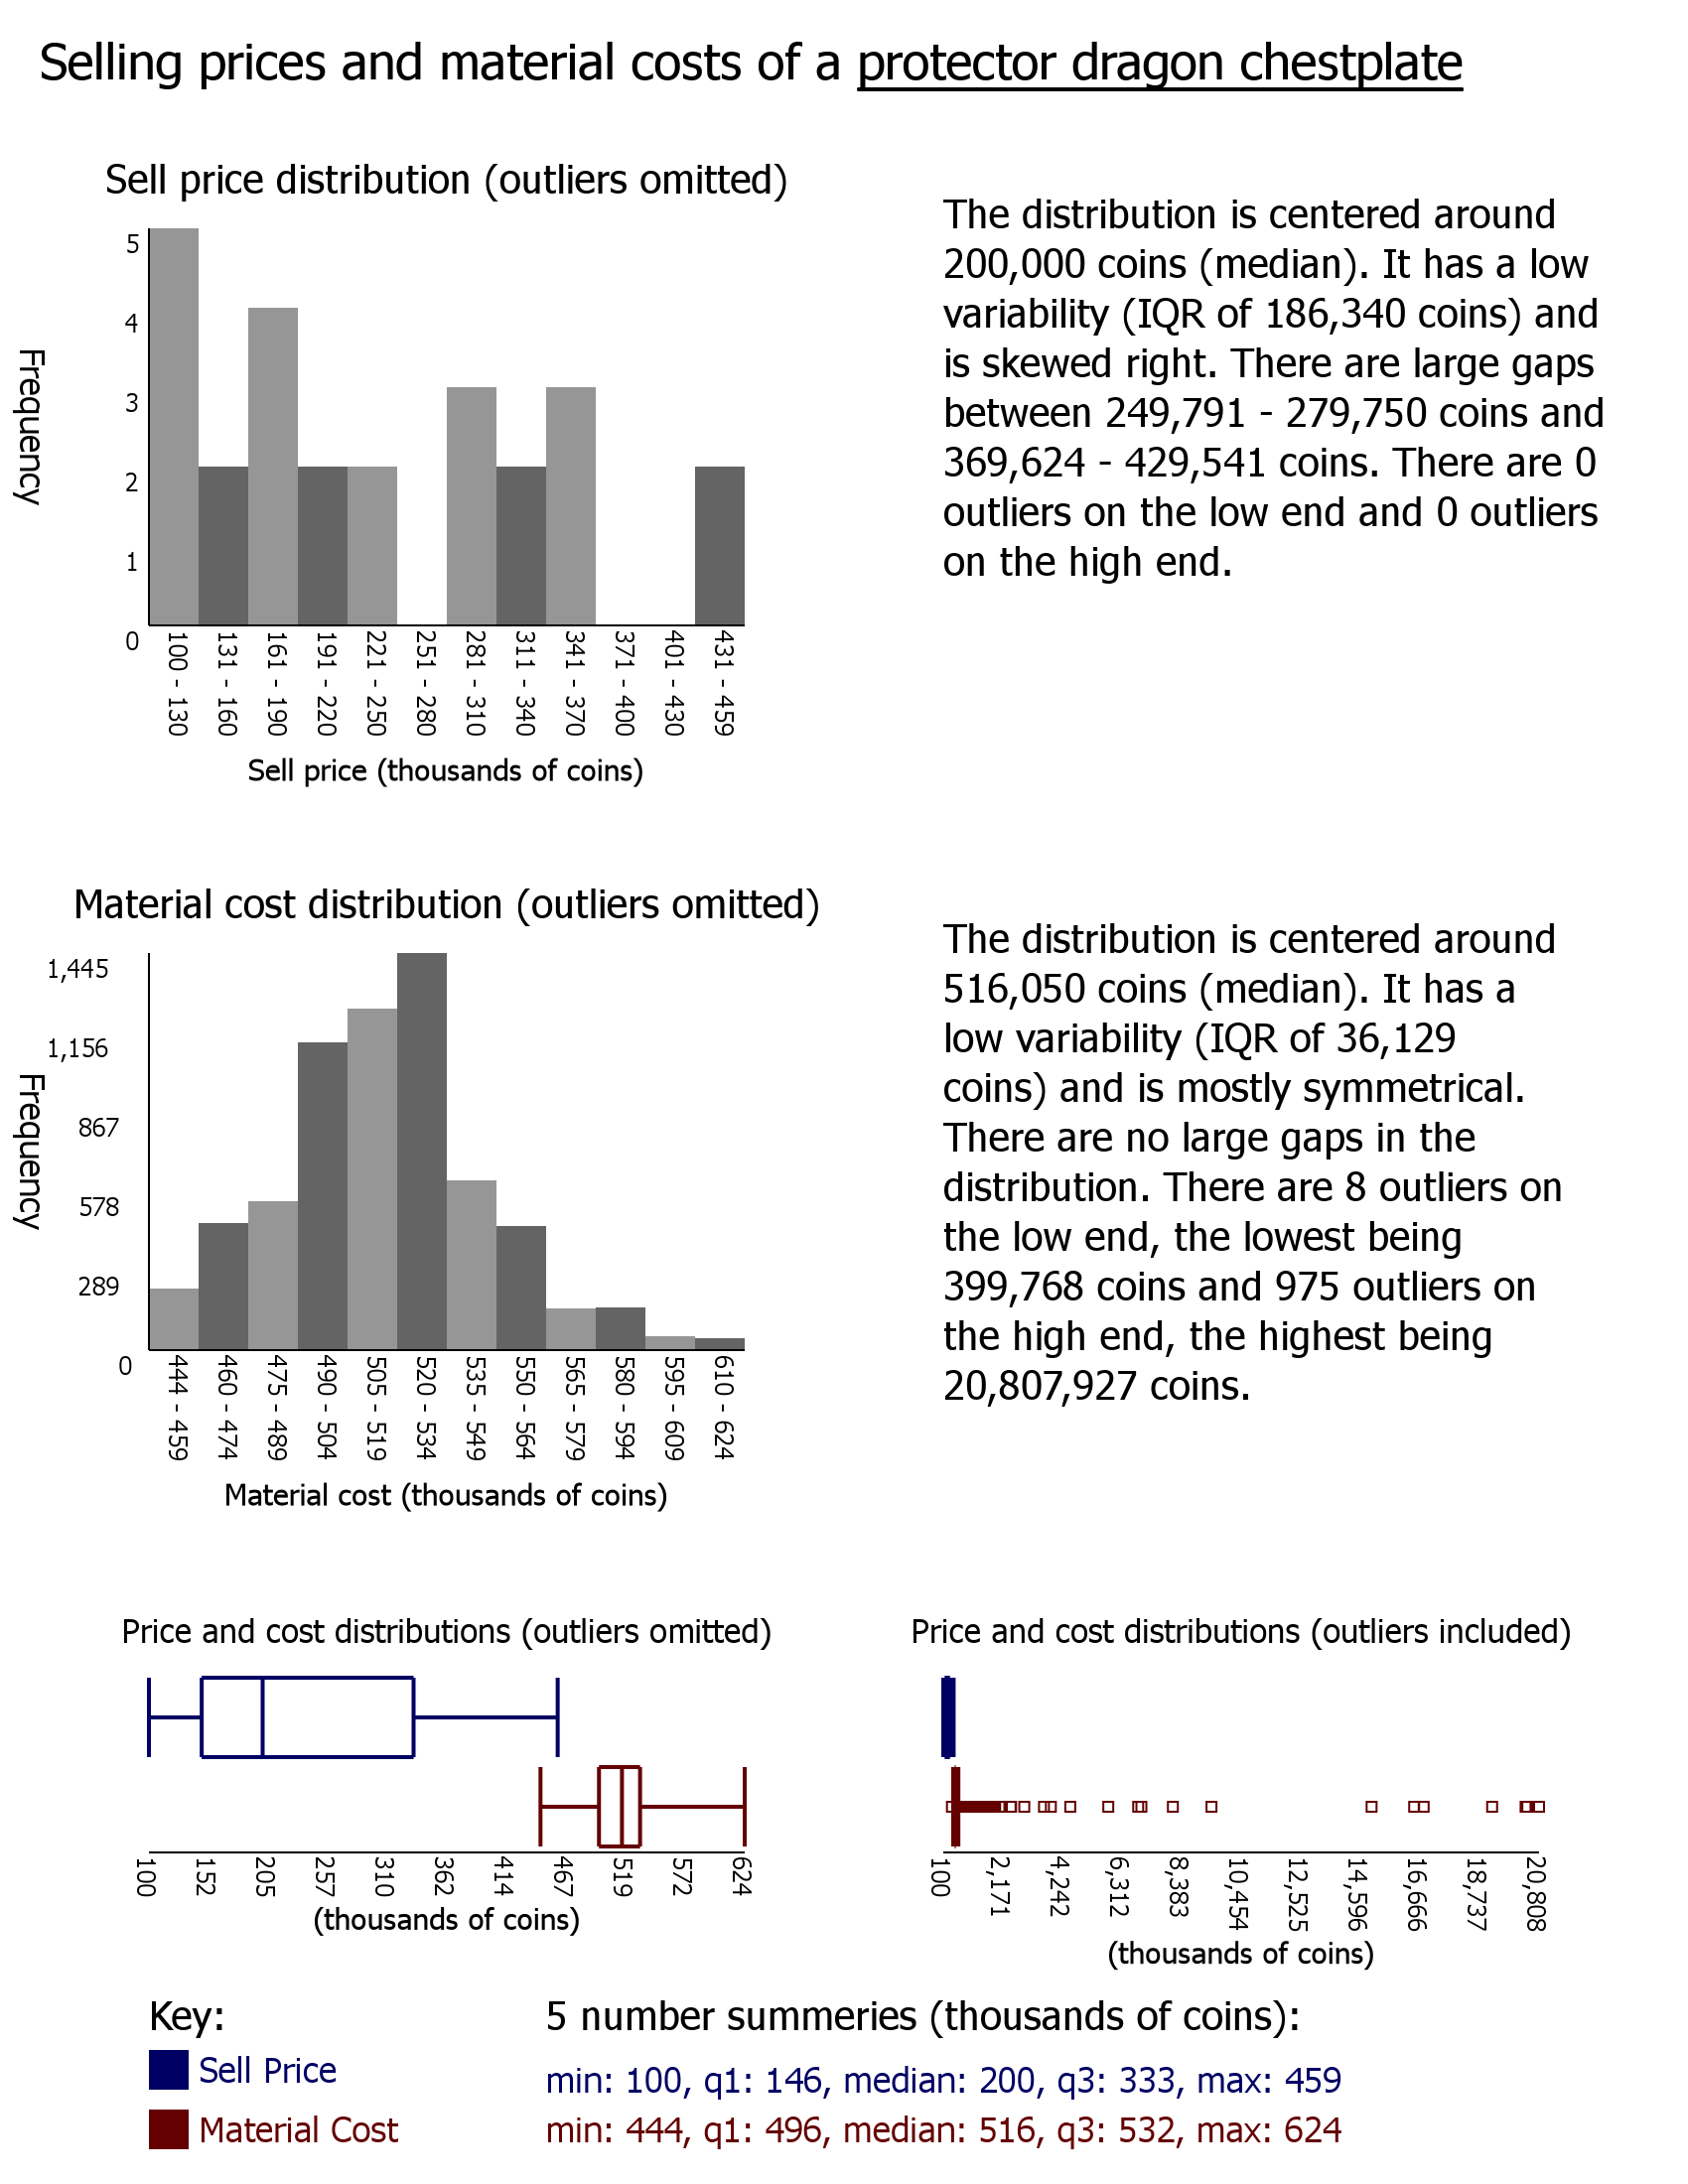 Selling prices and material costs of a protector dragon chestplate
Sell price distribution (outliers omitted)
5
4
3
2
1
0
Frequency
100 - 130
131 - 160
161 - 190
191 - 220
221 - 250
251 - 280
281 - 310
311 - 340
341 - 370
371 - 400
401 - 430
431 - 459
Sell price (thousands of coins)
The distribution is centered around
200,000 coins (median). It has a low
variability (IQR of 186,340 coins) and
is skewed right. There are large gaps
between 249,791 - 279,750 coins and
369,624 - 429,541 coins. There are 0
outliers on the low end and 0 outliers
on the high end.
Material cost distribution (outliers omitted)
1,445
1,156
867
578
289
0
Frequency
444 - 459
460 - 474
475 - 489
490 - 504
505 - 519
520 - 534
535 - 549
550 - 564
565 - 579
580 - 594
595 - 609
610 - 624
Material cost (thousands of coins)
The distribution is centered around
516,050 coins (median). It has a
low variability (IQR of 36,129
coins) and is mostly symmetrical.
There are no large gaps in the
distribution. There are 8 outliers on
the low end, the lowest being
399,768 coins and 975 outliers on
the high end, the highest being
20,807,927 coins.
Price and cost distributions (outliers omitted)
100
152
205
257
310
362
414
467
519
572
624
(thousands of coins)
Price and cost distributions (outliers included)
100
2,171
4,242
6,312
8,383
10,454
12,525
14,596
16,666
18,737
20,808
(thousands of coins)
Key:
Sell Price
Material Cost
5 number summeries (thousands of coins):
min: 100, q1: 146, median: 200, q3: 333, max: 459
min: 444, q1: 496, median: 516, q3: 532, max: 624